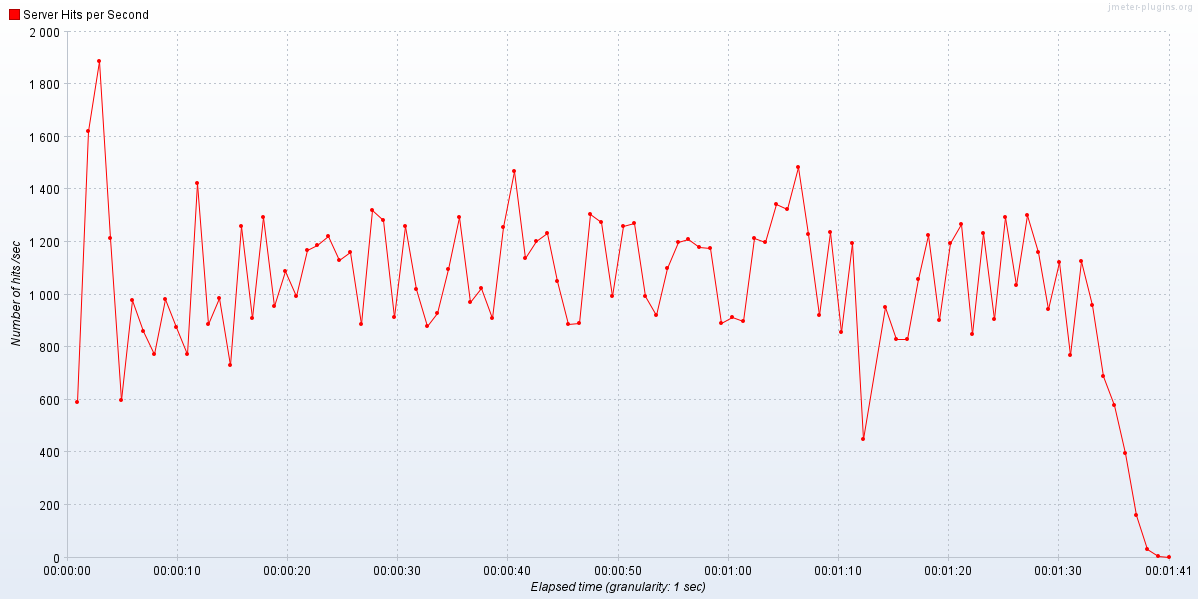 jmeter-plugins.org
Server Hits per Second
2 000
1 800
1 600
1 400
1 200
1 000
800
600
400
200
0
Number of hits /sec
00:00:00 00:00:10 00:00:20 00:00:30 00:00:40 00:00:50 00:01:00 00:01:10 00:01:20 00:01:30 00:01:41
Elapsed time (granularity: 1 sec)